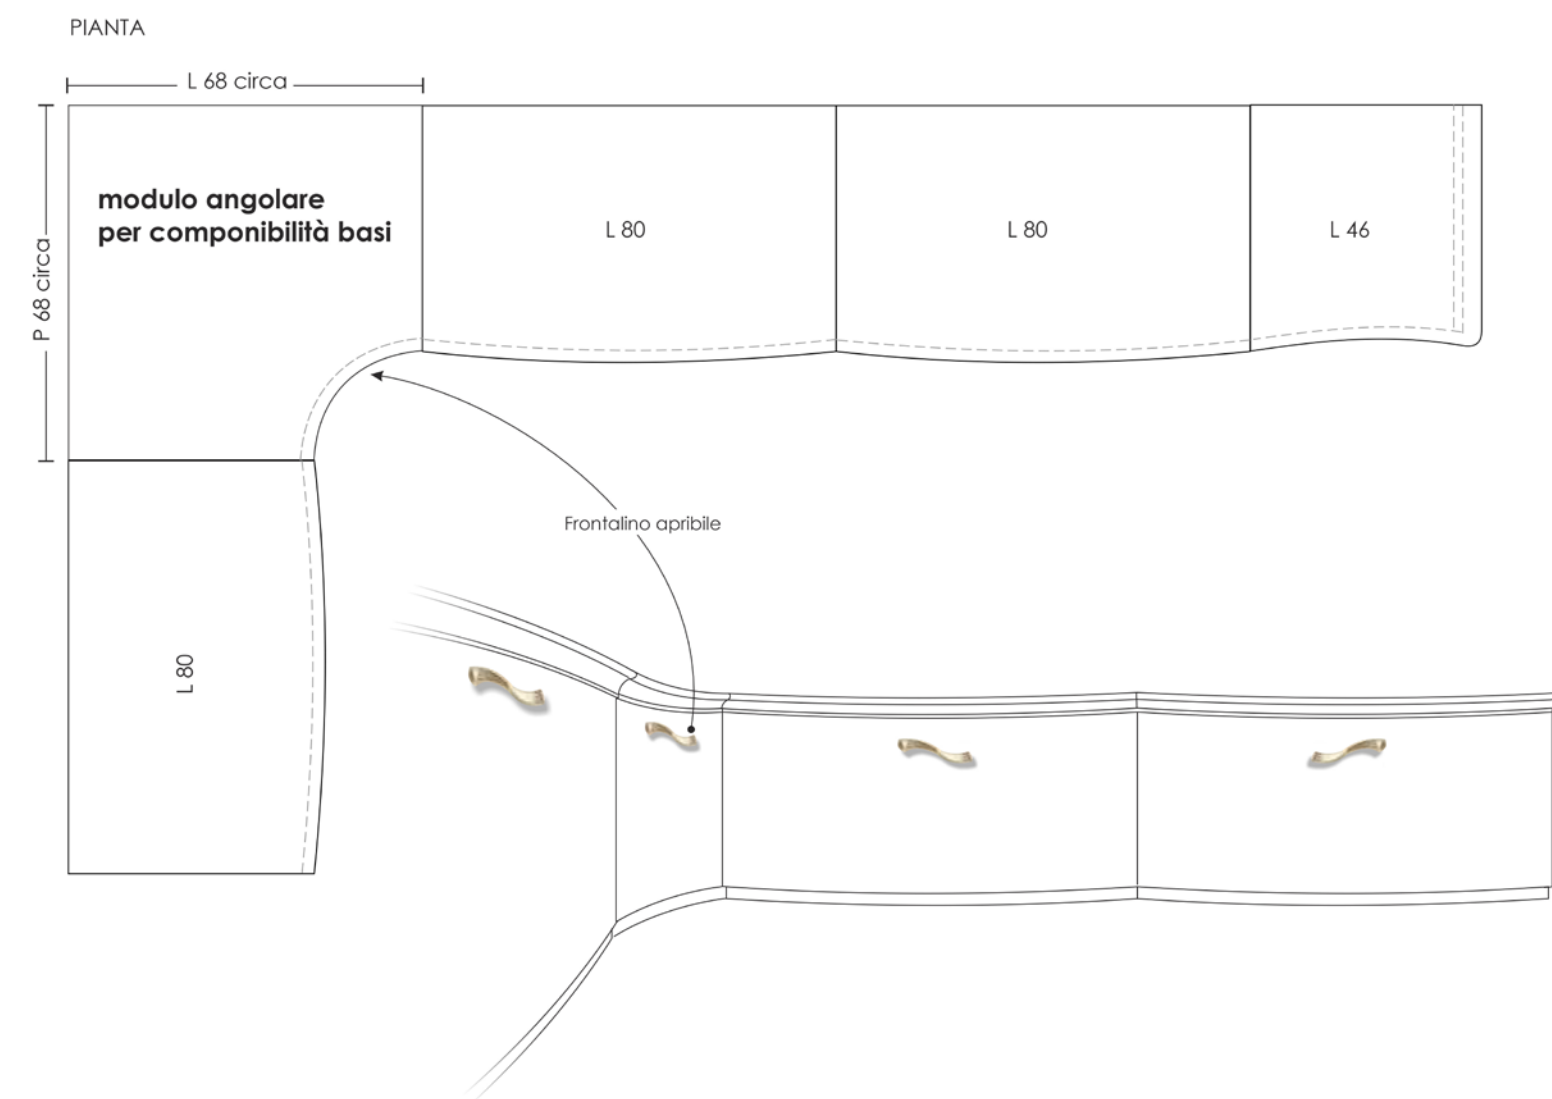 PIANTA
L 68 circa
modulo angolare
per componibilità basi
L 80
L 80
L 46
P 68 circa
Frontalino apribile
L 80